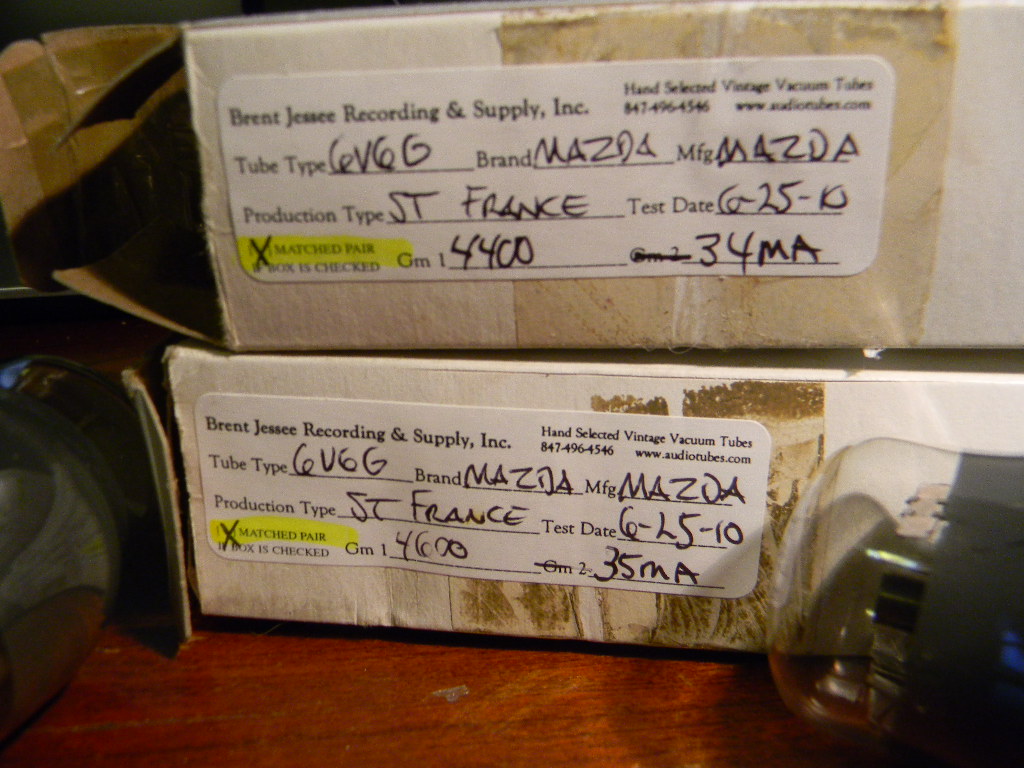 Brent Jessee Recording & Supply, Inc.
Hand Selected Vintage Vacuum Tubes
847-496-4546 www.audiotubes.com
Tube Type 6V6G Brand MAZDA Mfg MAZDA
Production Type ST FRANCE Test Date 6-25-10
X MATCHED PAIR
IF BOX IS CHECKED Gm 1 4400 Gm 2 34MA
Brent Jessee Recording & Supply, Inc.
Hand Selected Vintage Vacuum Tubes
847-496-4546 www.audiotubes.com
Tube Type 6V6G Brand MAZDA Mfg MAZDA
Production Type ST FRANCE Test Date 6-25-10
X MATCHED PAIR
IF BOX IS CHECKED Gm 1 4600 Gm 2 35mA